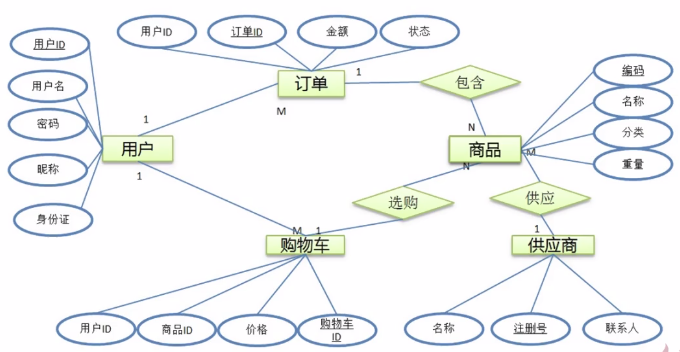 用户ID
订单ID
金额
状态
用户ID
用户名
密码
昵称
身份证
用户
1
1
订单
M
1
包含
N
商品
N
M
编码
名称
分类
重量
选购
供应
M
1
1
购物车
供应商
用户ID
商品ID
价格
购物车
ID
名称
注册号
联系人